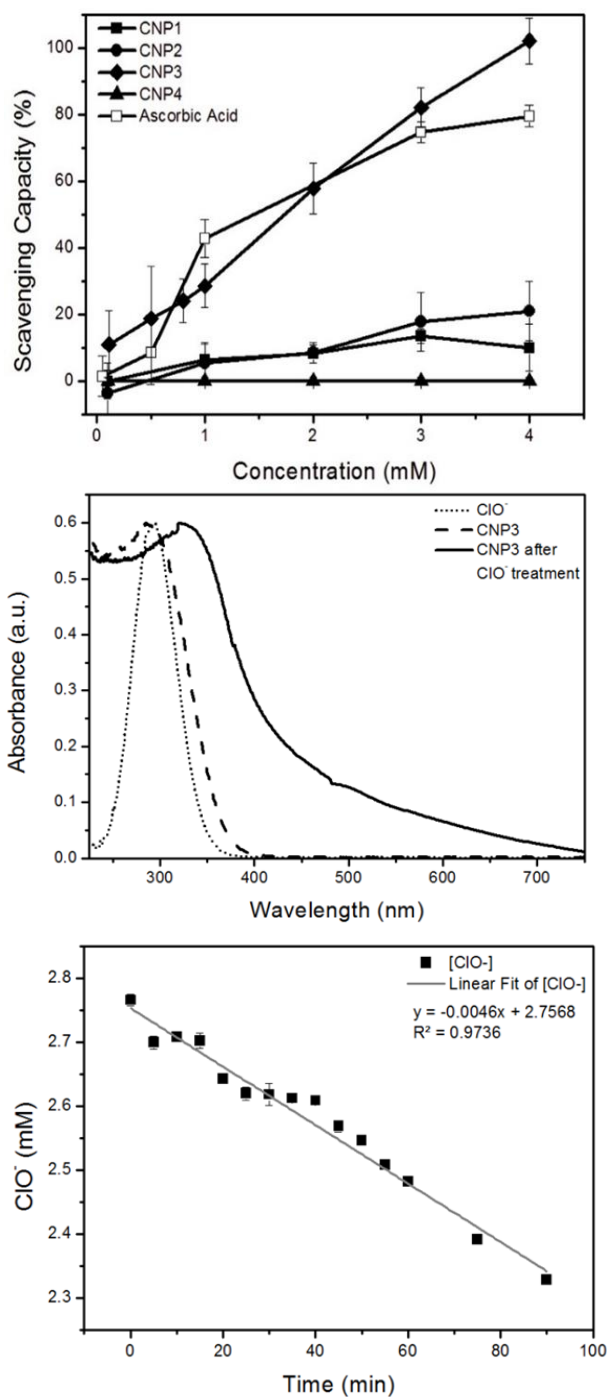 CNP1
CNP2
CNP3
CNP4
Ascorbic Acid
Scavenging Capacity (%)
100
80
60
40
20
0
0
1
2
3
4
Concentration (mM)
ClO⁻
CNP3
CNP3 after
ClO⁻ treatment
Absorbance (a.u.)
0.6
0.5
0.4
0.3
0.2
0.1
0.0
300
400
500
600
700
Wavelength (nm)
[ClO-]
Linear Fit of [ClO-]
y = -0.0046x + 2.7568
R² = 0.9736
ClO⁻ (mM)
2.8
2.7
2.6
2.5
2.4
2.3
0
20
40
60
80
100
Time (min)